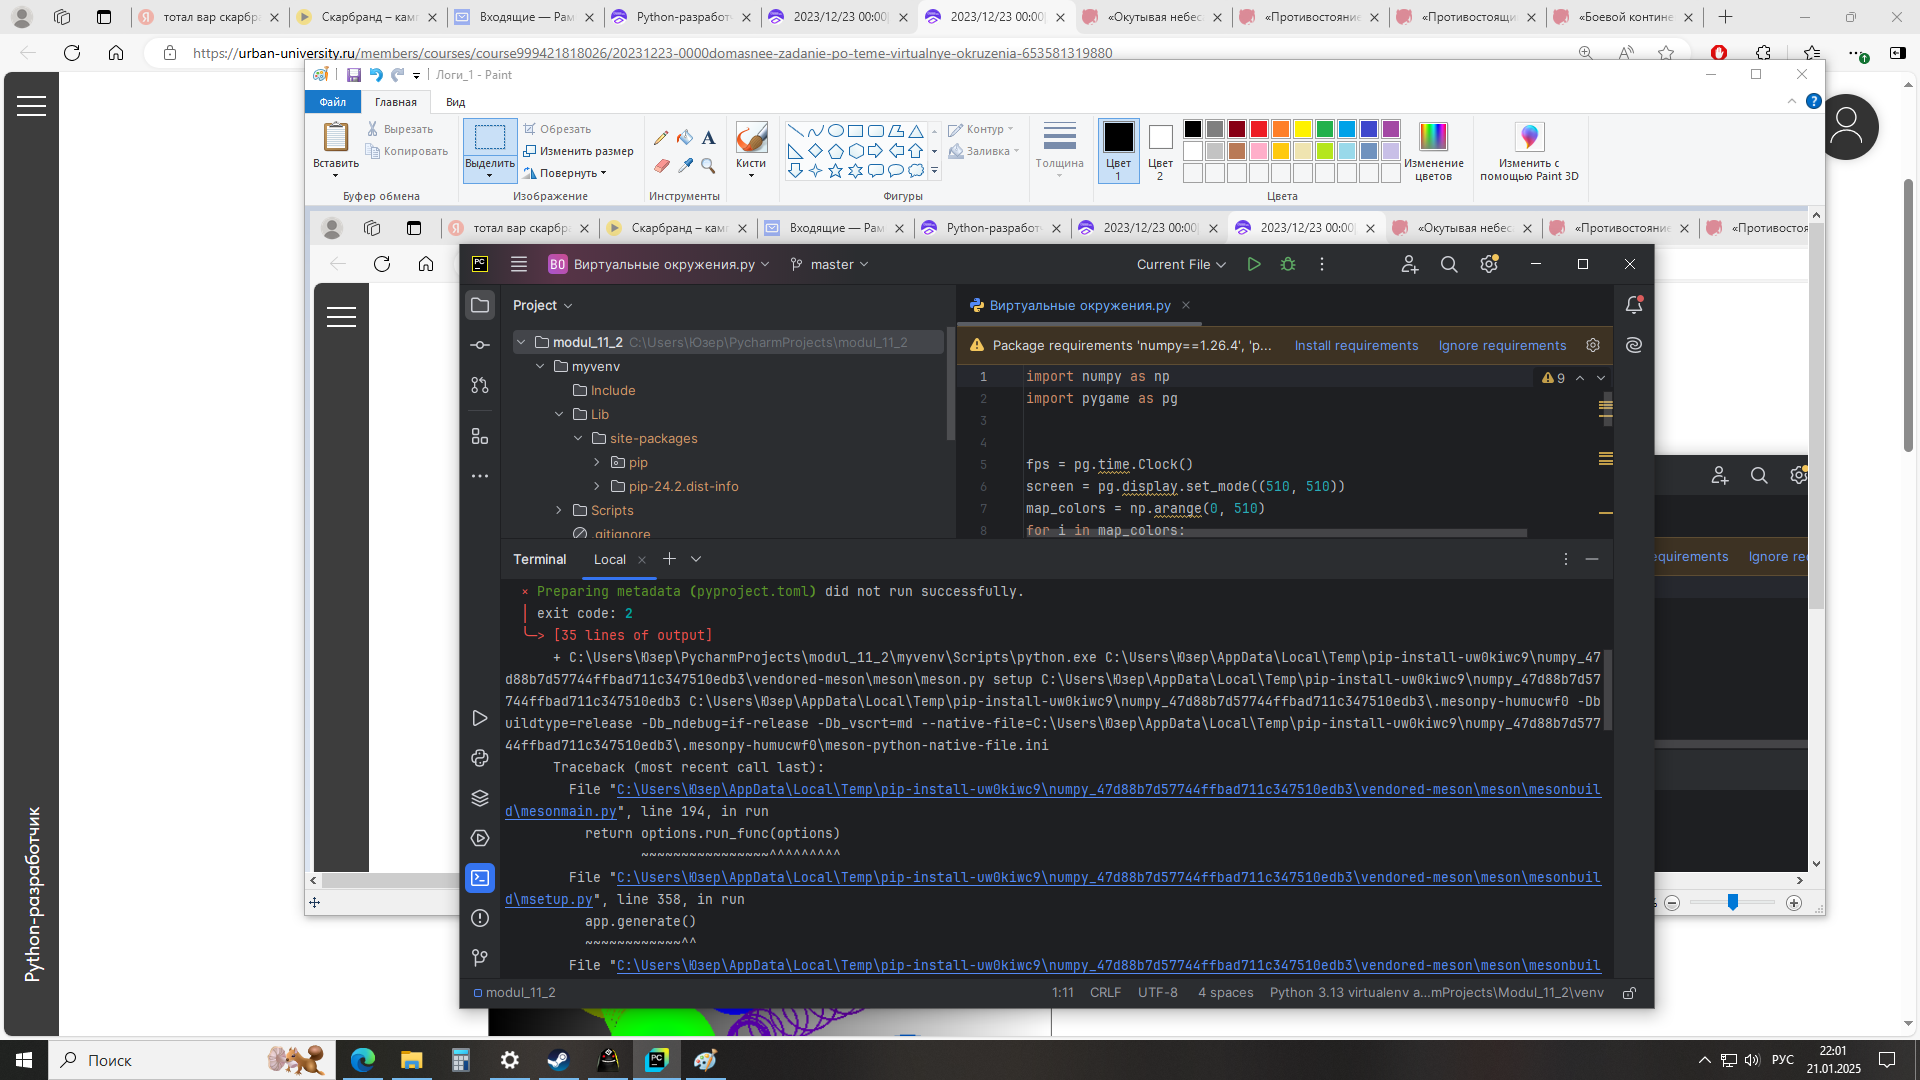 тотал вар скарбра
Скарбранд – камп
Входящие — Рам
Python-разработч
2023/12/23 00:00
2023/12/23 00:00
«Окутывая небес
«Противостояние
«Противостоящи
«Боевой контине
https://urban-university.ru/members/courses/course999421818026/20231223-0000domasnee-zadanie-po-teme-virtualnye-okruzenia-653581319880
Логи_1 - Paint
Файл Главная Вид
Вставить
Вырезать
Копировать
Буфер обмена
Выделить
Обрезать
Изменить размер
Повернуть
Изображение
Инструменты
Кисти
Контур
Заливка
Фигуры
Толщина
Цвет 1
Цвет 2
Изменение цветов
Цвета
Изменить с помощью Paint 3D
тотал вар скарбр
Скарбранд – кам
Входящие — Рам
Python-разработ
2023/12/23 00:00
2023/12/23 00:00
«Окутывая небес
«Противостояние
«Противостоя
ВО Виртуальные окружения.py master Current File
Project
Виртуальные окружения.py
modul_11_2 C:\Users\Юзер\PycharmProjects\modul_11_2
myvenv
Include
Lib
site-packages
pip
pip-24.2.dist-info
Scripts
.gitignore
Package requirements 'numpy==1.26.4', 'p... Install requirements Ignore requirements
9
1 import numpy as np
2 import pygame as pg
3
4
5 fps = pg.time.Clock()
6 screen = pg.display.set_mode((510, 510))
7 map_colors = np.arange(0, 510)
8 for i in map_colors:
equirements Ignore re
Terminal Local
× Preparing metadata (pyproject.toml) did not run successfully.
│ exit code: 2
╰─> [35 lines of output]
+ C:\Users\Юзер\PycharmProjects\modul_11_2\myvenv\Scripts\python.exe C:\Users\Юзер\AppData\Local\Temp\pip-install-uw0kiwc9\numpy_47
d88b7d57744ffbad711c347510edb3\vendored-meson\meson\meson.py setup C:\Users\Юзер\AppData\Local\Temp\pip-install-uw0kiwc9\numpy_47d88b7d57
744ffbad711c347510edb3 C:\Users\Юзер\AppData\Local\Temp\pip-install-uw0kiwc9\numpy_47d88b7d57744ffbad711c347510edb3\.mesonpy-humucwf0 -Db
uildtype=release -Db_ndebug=if-release -Db_vscrt=md --native-file=C:\Users\Юзер\AppData\Local\Temp\pip-install-uw0kiwc9\numpy_47d88b7d577
44ffbad711c347510edb3\.mesonpy-humucwf0\meson-python-native-file.ini
Traceback (most recent call last):
File "C:\Users\Юзер\AppData\Local\Temp\pip-install-uw0kiwc9\numpy_47d88b7d57744ffbad711c347510edb3\vendored-meson\meson\mesonbuil
d\mesonmain.py", line 194, in run
return options.run_func(options)
~~~~~~~~~~~~~~~~^^^^^^^^^
File "C:\Users\Юзер\AppData\Local\Temp\pip-install-uw0kiwc9\numpy_47d88b7d57744ffbad711c347510edb3\vendored-meson\meson\mesonbuil
d\msetup.py", line 358, in run
app.generate()
~~~~~~~~~~~~^^
File "C:\Users\Юзер\AppData\Local\Temp\pip-install-uw0kiwc9\numpy_47d88b7d57744ffbad711c347510edb3\vendored-meson\meson\mesonbuil
modul_11_2 1:11 CRLF UTF-8 4 spaces Python 3.13 virtualenv a...mProjects\Modul_11_2\venv
Python-разработчик
Поиск
РУС
22:01
21.01.2025